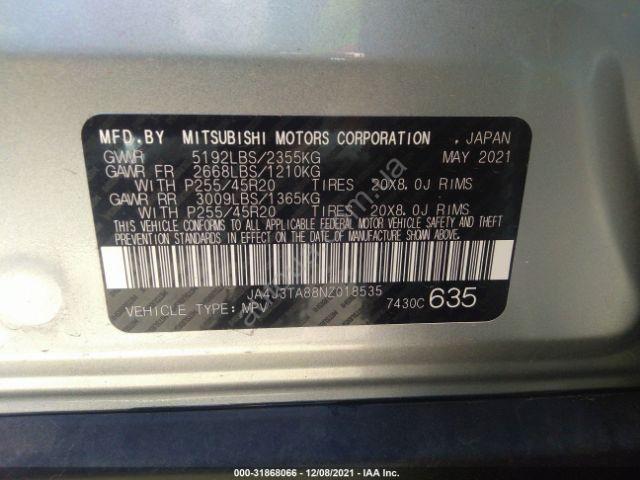 MFD.BY MITSUBISHI MOTORS CORPORATION , JAPAN
GVWR 5192LBS/2355KG MAY 2021
GAWR FR 2668LBS/1210KG
WITH P255/45R20 TIRES 20X8.0J RIMS
GAWR RR 3009LBS/1365KG
WITH P255/45R20 TIRES 20X8.0J RIMS
THIS VEHICLE CONFORMS TO ALL APPLICABLE FEDERAL MOTOR VEHICLE SAFETY AND THEFT
PREVENTION STANDARDS IN EFFECT ON THE DATE OF MANUFACTURE SHOWN ABOVE.
JA4J3TA88NZ018535
VEHICLE TYPE: MPV 7430C 635
000-31868066 - 12/08/2021 - IAA Inc.